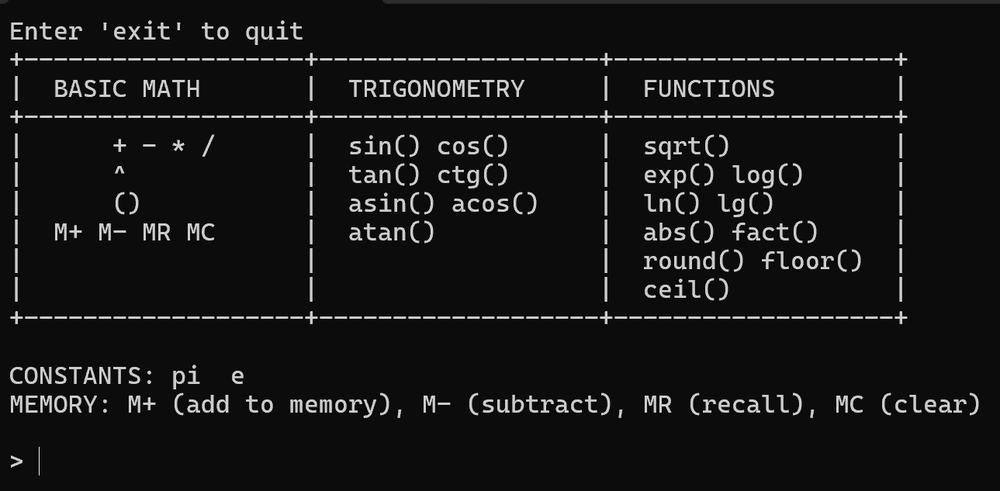 Enter 'exit' to quit
+-------------------+-------------------+-------------------+
|  BASIC MATH       |  TRIGONOMETRY     |  FUNCTIONS        |
+-------------------+-------------------+-------------------+
|      + - * /      |  sin() cos()      |  sqrt()           |
|      ^            |  tan() ctg()      |  exp() log()      |
|      ()           |  asin() acos()    |  ln() lg()        |
|  M+ M- MR MC      |  atan()           |  abs() fact()     |
|                   |                   |  round() floor()  |
|                   |                   |  ceil()           |
+-------------------+-------------------+-------------------+
CONSTANTS: pi  e
MEMORY: M+ (add to memory), M- (subtract), MR (recall), MC (clear)
>